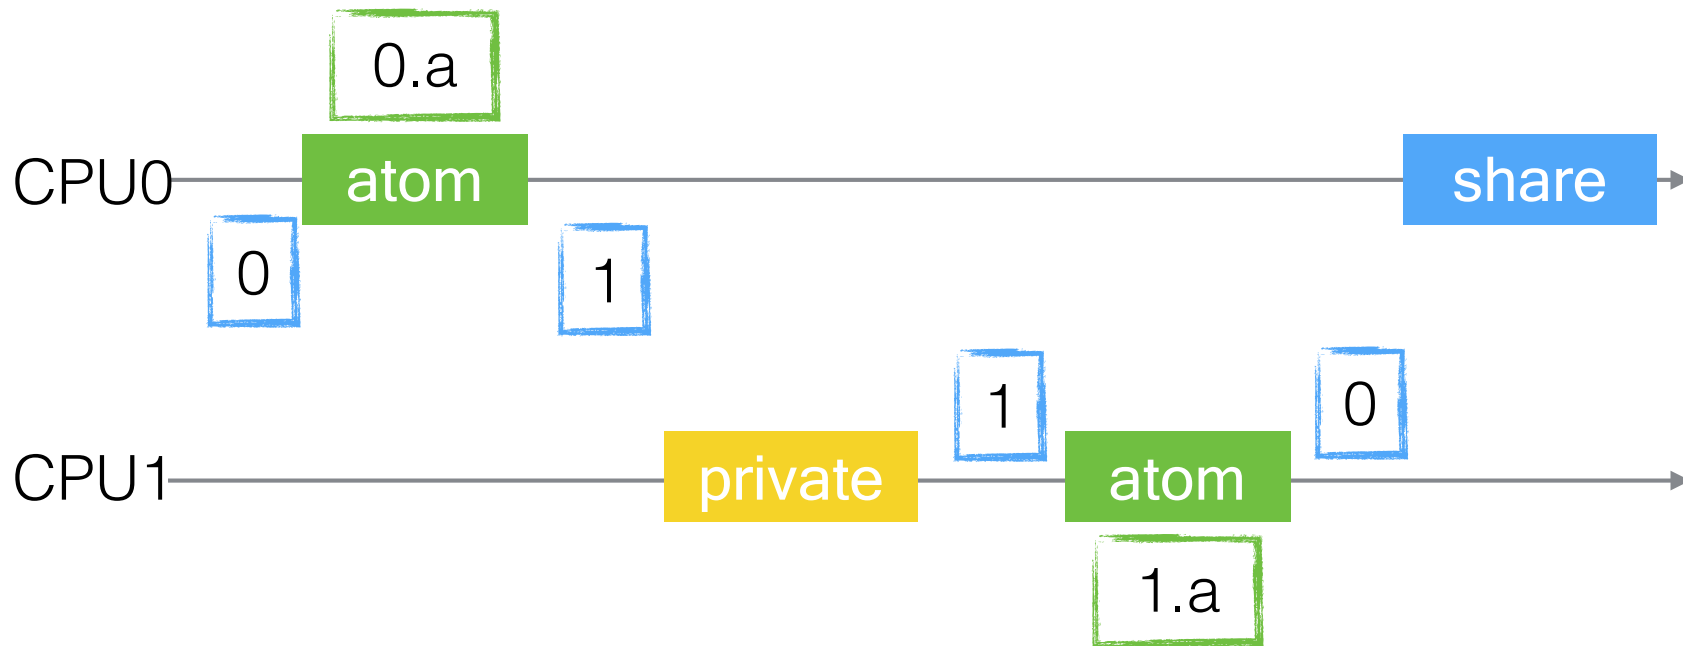 0.a
CPU0 atom share
0 1
1 0
CPU1 private atom
1.a